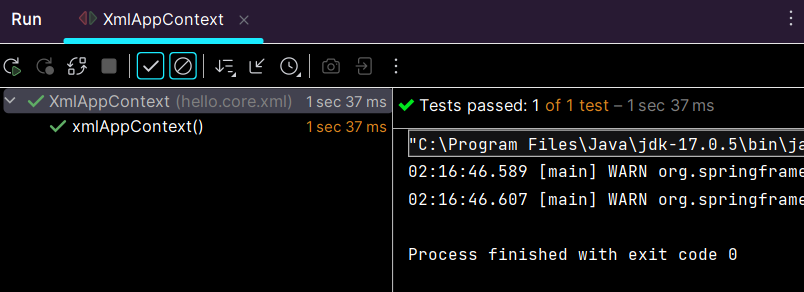 Run XmlAppContext ×
XmlAppContext (hello.core.xml) 1 sec 37 ms
xmlAppContext() 1 sec 37 ms
Tests passed: 1 of 1 test – 1 sec 37 ms
"C:\Program Files\Java\jdk-17.0.5\bin\ja
02:16:46.589 [main] WARN org.springframe
02:16:46.607 [main] WARN org.springframe
Process finished with exit code 0